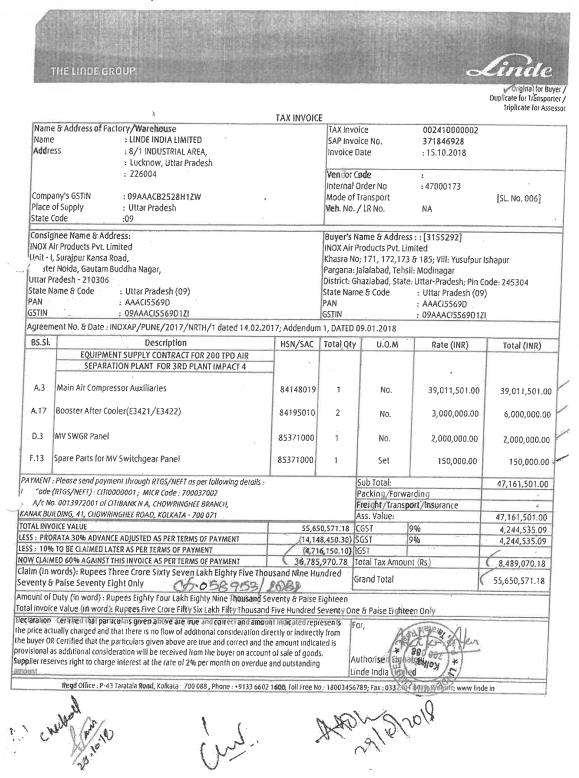 THE LINDE GROUP
Linde
Original for Buyer /
Duplicate for Transporter /
Triplicate for Assessor
TAX INVOICE
Name & Address of Factory/Warehouse
Name : LINDE INDIA LIMITED
Address : 8/1 INDUSTRIAL AREA,
: Lucknow, Uttar Pradesh
: 226004
Company's GSTIN : 09AAACB2528H1ZW
Place of Supply : Uttar Pradesh
State Code :09
TAX Invoice 002410000002
SAP Invoice No. 371846928
Invoice Date : 15.10.2018
Vendor Code :
Internal Order No : 47000173
Mode of Transport [SL. No. 006]
Veh. No. / LR No. NA
Consignee Name & Address:
INOX Air Products Pvt. Limited
Unit - I, Surajpur Kansa Road,
ter Noida, Gautam Buddha Nagar,
Uttar Pradesh - 210306
State Name & Code : Uttar Pradesh (09)
PAN : AAACI5569D
GSTIN : 09AAACI5569D1ZI
Buyer's Name & Address : : [3155292]
INOX Air Products Pvt. Limited
Khasra No; 171, 172,173 & 185; Vill: Yusufpur Ishapur
Pargana: Jalalabad, Tehsil: Modinagar
District: Ghaziabad, State: Uttar-Pradesh; Pin Code: 245304
State Name & Code : Uttar Pradesh (09)
PAN : AAACI5569D
GSTIN : 09AAACI5569D1ZI
Agreement No. & Date : INOXAP/PUNE/2017/NRTH/1 dated 14.02.2017; Addendum 1, DATED 09.01.2018
BS.Sl. Description HSN/SAC Total Qty U.O.M Rate (INR) Total (INR)
EQUIPMENT SUPPLY CONTRACT FOR 200 TPD AIR
SEPARATION PLANT FOR 3RD PLANT IMPACT 4
A.3 Main Air Compressor Auxiliaries 84148019 1 No. 39,011,501.00 39,011,501.00
A.17 Booster After Cooler(E3421/E3422) 84195010 2 No. 3,000,000.00 6,000,000.00
D.3 MV SWGR Panel 85371000 1 No. 2,000,000.00 2,000,000.00
F.13 Spare Parts for MV Switchgear Panel 85371000 1 Set 150,000.00 150,000.00
PAYMENT : Please send payment through RTGS/NEFT as per following details :
"ode (RTGS/NEFT) : CITI0000001 ; MICR Code : 700037002
A/c No. 0013972001 of CITIBANK N A, CHOWRINGHEE BRANCH,
KANAK BUILDING, 41, CHOWRINGHEE ROAD, KOLKATA - 700 071
Sub Total: 47,161,501.00
Packing/Forwarding
Freight/Transport/Insurance
Ass. Value: 47,161,501.00
TOTAL INVOICE VALUE 55,650,571.18 CGST 9% 4,244,535.09
LESS : PRORATA 30% ADVANCE ADJUSTED AS PER TERMS OF PAYMENT (14,148,450.30) SGST 9% 4,244,535.09
LESS : 10% TO BE CLAIMED LATER AS PER TERMS OF PAYMENT (4,716,150.10) IGST
NOW CLAIMED 60% AGAINST THIS INVOICE AS PER TERMS OF PAYMENT 36,785,970.78 Total Tax Amount (Rs) 8,489,070.18
Claim (in words): Rupees Three Crore Sixty Seven Lakh Eighty Five Thousand Nine Hundred
Seventy & Paise Seventy Eight Only
Grand Total 55,650,571.18
Amount of Duty (in word) : Rupees Eighty Four Lakh Eighty Nine Thousand Seventy & Paise Eighteen
Total invoice Value (in word): Rupees Five Crore Fifty Six Lakh Fifty Thousand Five Hundred Seventy One & Paise Eighteen Only
Declaration Certified that particulars given above are true and correct and amount indicated represents
the price actually charged and that there is no flow of additional consideration directly or indirectly from
the buyer OR Certified that the particulars given above are true and correct and the amount indicated is
provisional as additional consideration will be received from the buyer on account of sale of goods.
Supplier reserves right to charge interest at the rate of 2% per month on overdue and outstanding
amount
For,
Authorised
Linde India Limited
Kolkata
700 088
Regd Office : P-43 Taratala Road, Kolkata 700 088, Phone : +9133 6602 1600, Toll Free No.: 18003456789; Fax : 033 www: linde.in
checked
29.10.18
29/10/2018